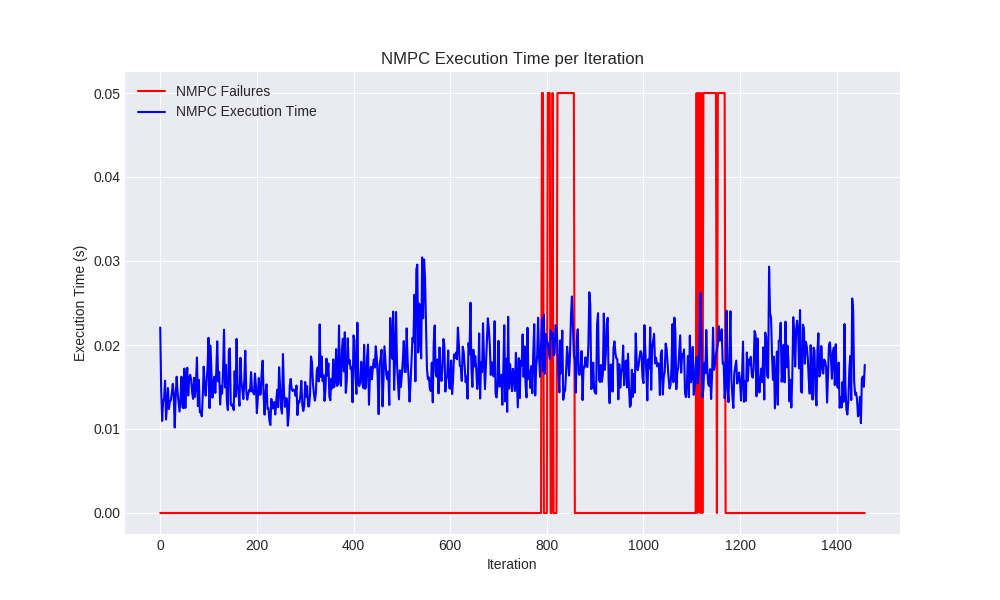 NMPC Execution Time per Iteration
NMPC Failures
NMPC Execution Time
0.05
0.04
0.03
0.02
0.01
0.00
Execution Time (s)
0 200 400 600 800 1000 1200 1400
Iteration